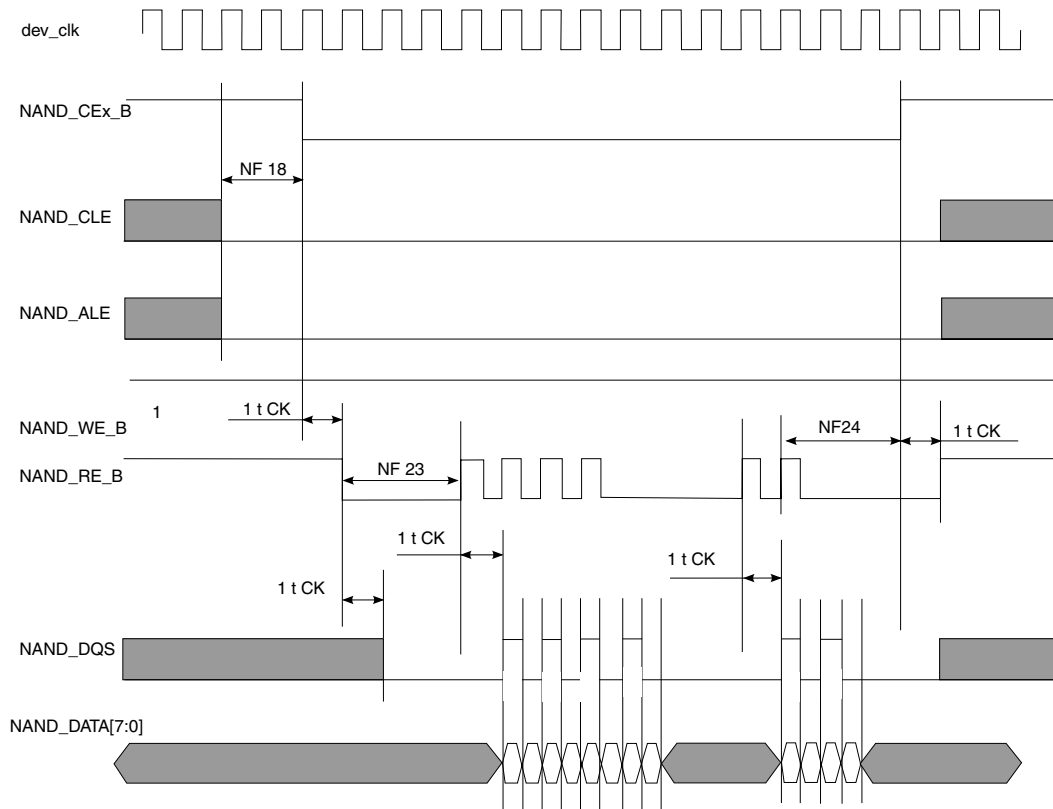 dev_clk
NAND_CEx_B
NF 18
NAND_CLE
NAND_ALE
1
1 t CK
NAND_WE_B
NF24
1 t CK
NF 23
NAND_RE_B
1 t CK
1 t CK
1 t CK
NAND_DQS
NAND_DATA[7:0]